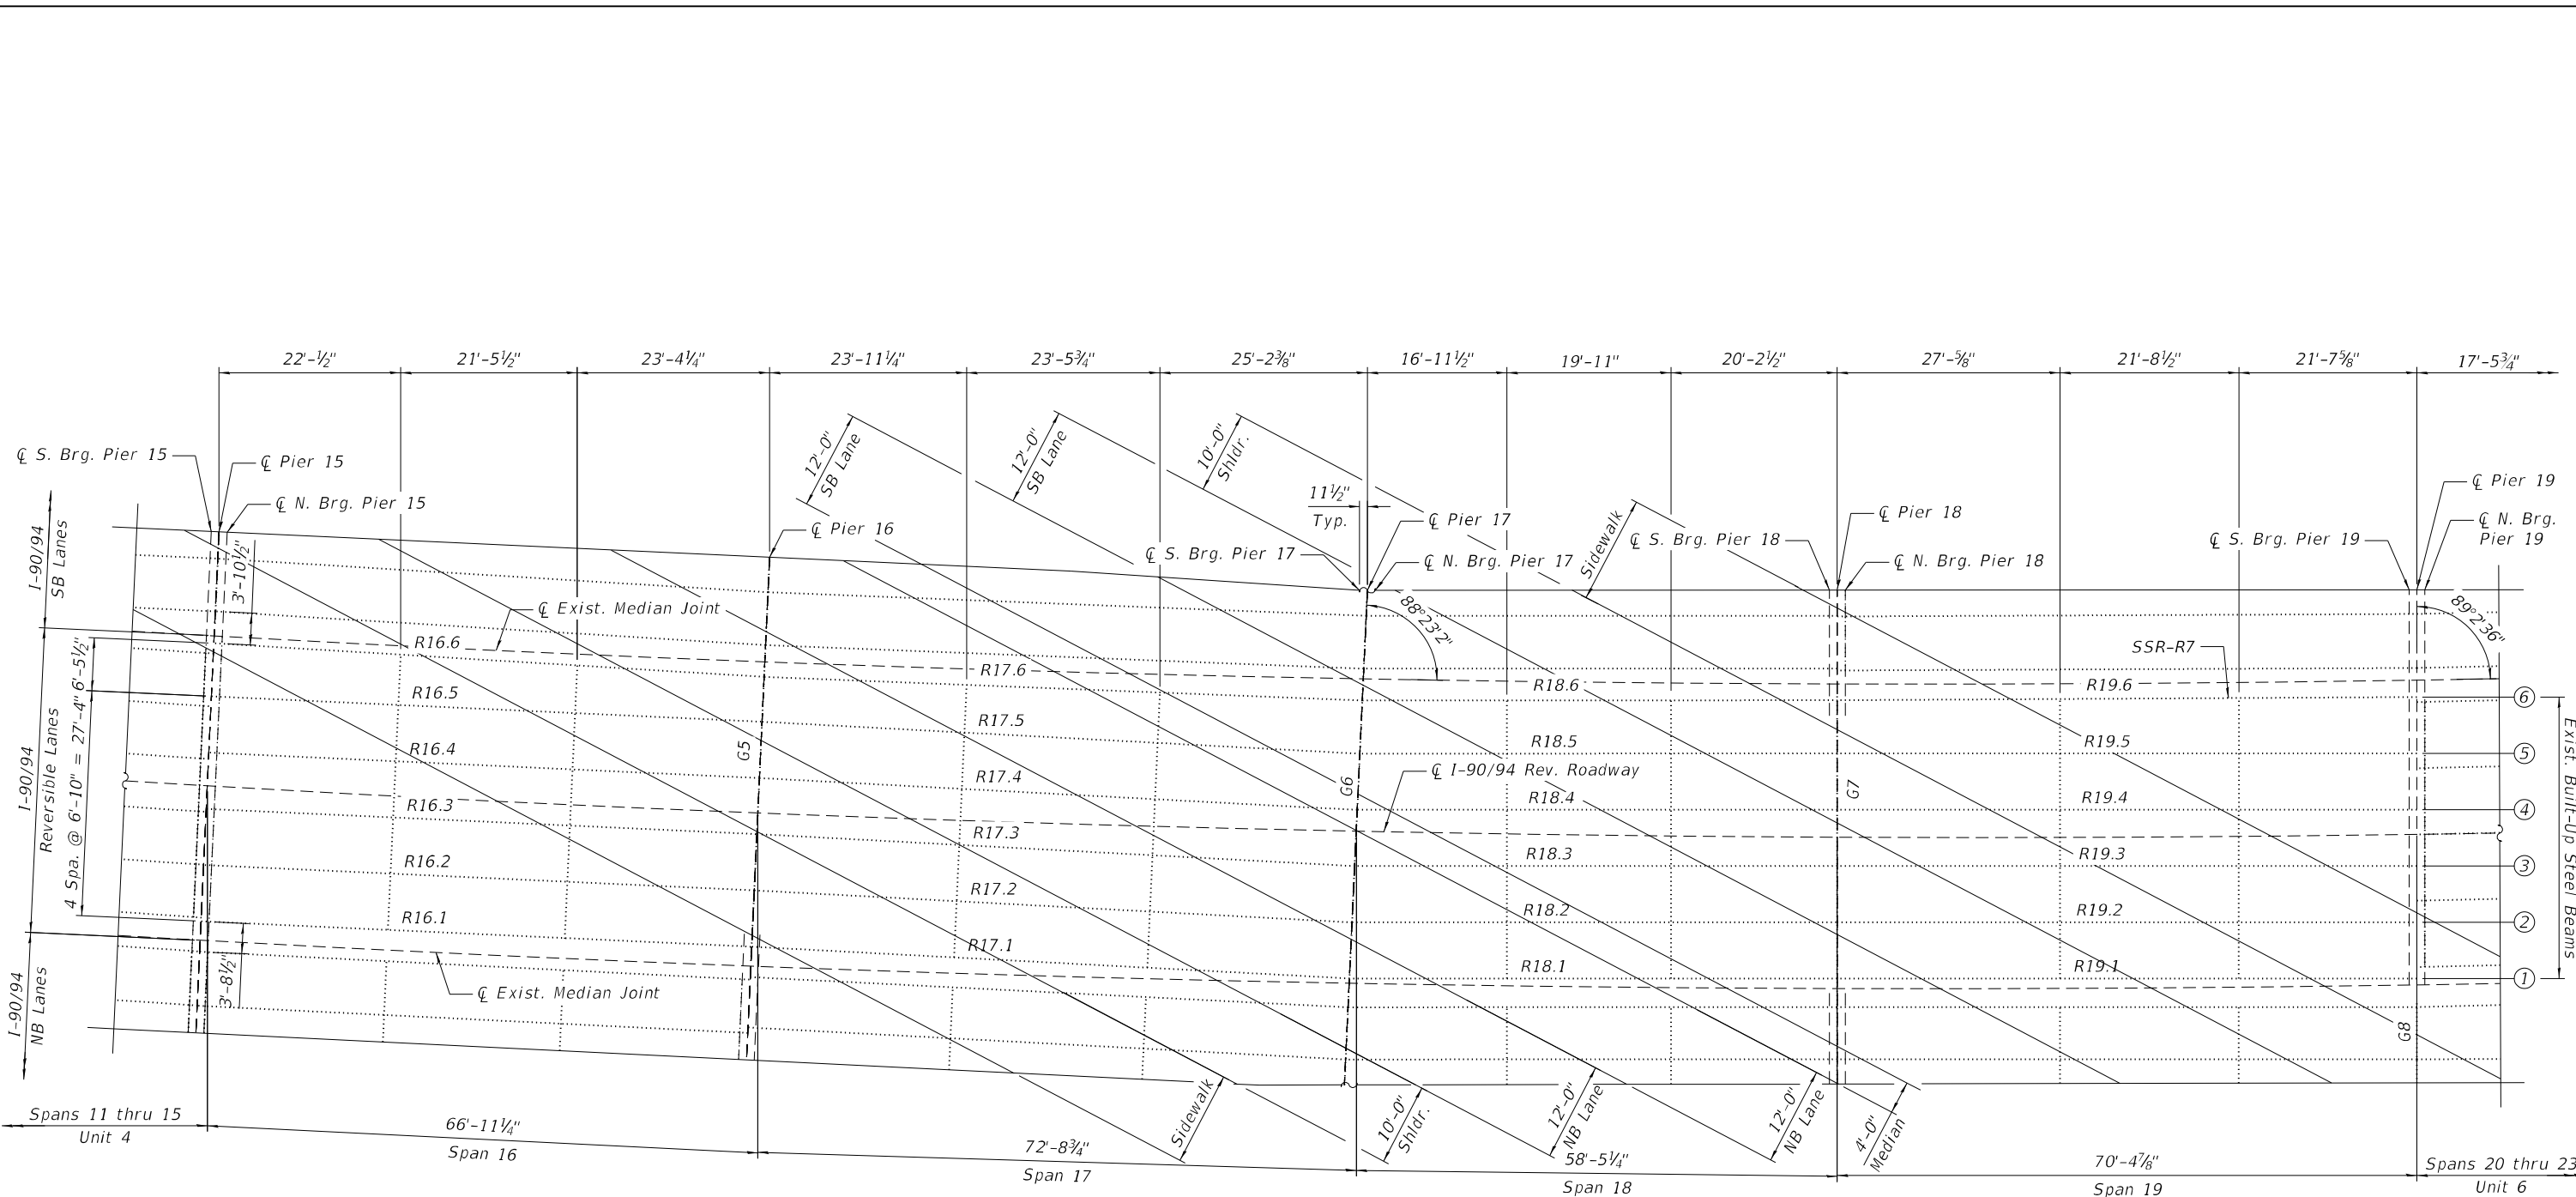 22'-½"
21'-5½"
23'-4¼"
23'-11¼"
23'-5¾"
25'-2⅜"
16'-11½"
19'-11"
20'-2½"
27'-⅝"
21'-8½"
21'-7⅝"
17'-5¾"
12'-0"
SB Lane
12'-0"
SB Lane
10'-0"
Shldr.
11½"
Typ.
Sidewalk
℄ S. Brg. Pier 15
℄ Pier 15
℄ N. Brg. Pier 15
℄ Pier 16
℄ S. Brg. Pier 17
℄ Pier 17
℄ N. Brg. Pier 17
℄ S. Brg. Pier 18
℄ Pier 18
℄ N. Brg. Pier 18
℄ S. Brg. Pier 19
℄ Pier 19
℄ N. Brg.
Pier 19
I-90/94
SB Lanes
3'-10½"
℄ Exist. Median Joint
88°23'2"
89°2'36"
SSR-R7
6'-5½"
4 Spa. @ 6'-10" = 27'-4"
I-90/94
Reversible Lanes
R16.6
R16.5
R16.4
R16.3
R16.2
R16.1
G5
R17.6
R17.5
R17.4
R17.3
R17.2
R17.1
G6
℄ I-90/94 Rev. Roadway
R18.6
R18.5
R18.4
R18.3
R18.2
R18.1
G7
R19.6
R19.5
R19.4
R19.3
R19.2
R19.1
G8
6
5
4
3
2
1
Exist. Built-Up Steel Beams
I-90/94
NB Lanes
3'-8½"
℄ Exist. Median Joint
Sidewalk
10'-0"
Shldr.
12'-0"
NB Lane
12'-0"
NB Lane
4'-0"
Median
Spans 11 thru 15
Unit 4
66'-11¼"
Span 16
72'-8¾"
Span 17
58'-5¼"
Span 18
70'-4⅞"
Span 19
Spans 20 thru 23
Unit 6